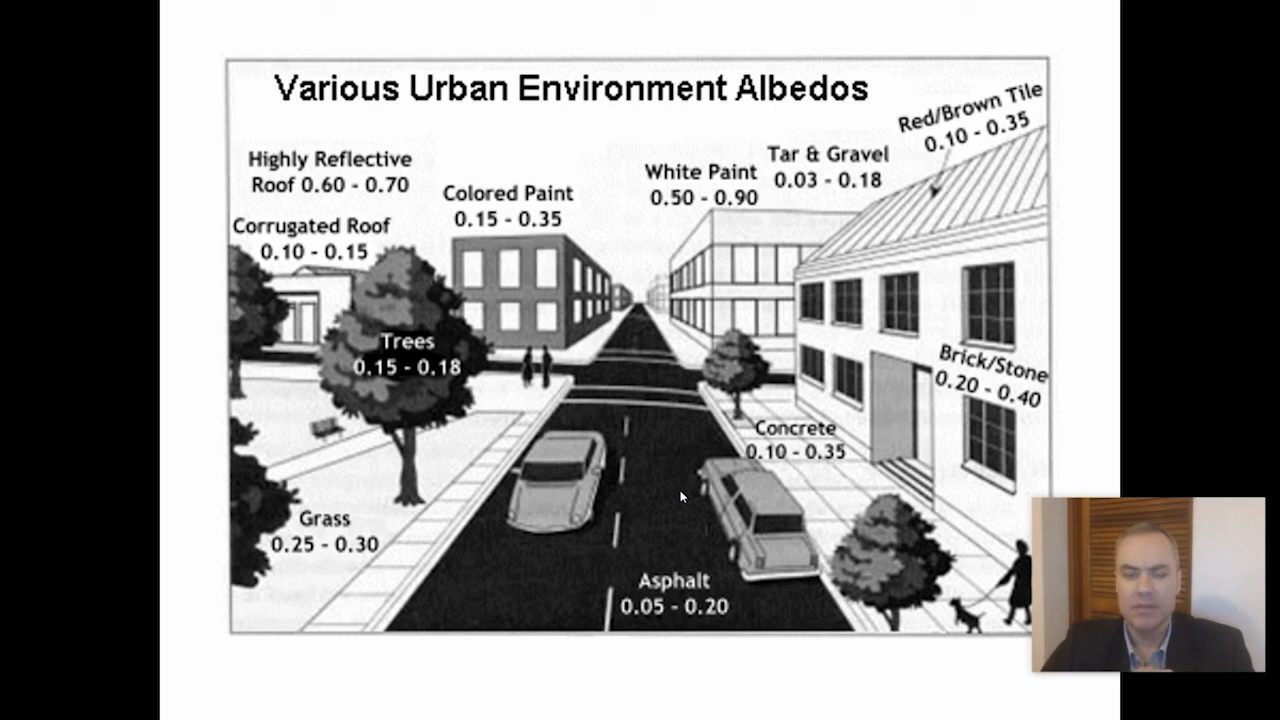 Various Urban Environment Albedos
Red/Brown Tile
0.10 - 0.35
Highly Reflective
Roof 0.60 - 0.70
Colored Paint
0.15 - 0.35
White Paint
0.50 - 0.90
Tar & Gravel
0.03 - 0.18
Corrugated Roof
0.10 - 0.15
Trees
0.15 - 0.18
Brick/Stone
0.20 - 0.40
Concrete
0.10 - 0.35
Grass
0.25 - 0.30
Asphalt
0.05 - 0.20